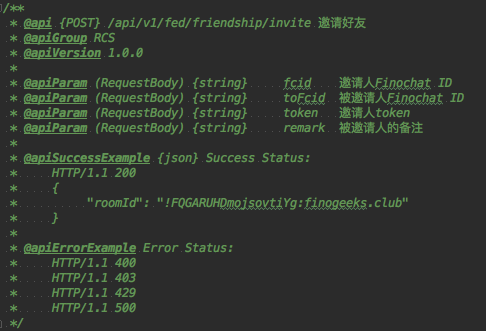 /**
* @api {POST} /api/v1/fed/friendship/invite 邀请好友
* @apiGroup RCS
* @apiVersion 1.0.0
*
* @apiParam (RequestBody) {string} fcid 邀请人Finochat ID
* @apiParam (RequestBody) {string} toFcid 被邀请人Finochat ID
* @apiParam (RequestBody) {string} token 邀请人token
* @apiParam (RequestBody) {string} remark 被邀请人的备注
*
* @apiSuccessExample {json} Success Status:
* HTTP/1.1 200
* {
* "roomId": "!FQGARUHDmojsovtiYg:finogeeks.club"
* }
*
* @apiErrorExample Error Status:
* HTTP/1.1 400
* HTTP/1.1 403
* HTTP/1.1 429
* HTTP/1.1 500
*/